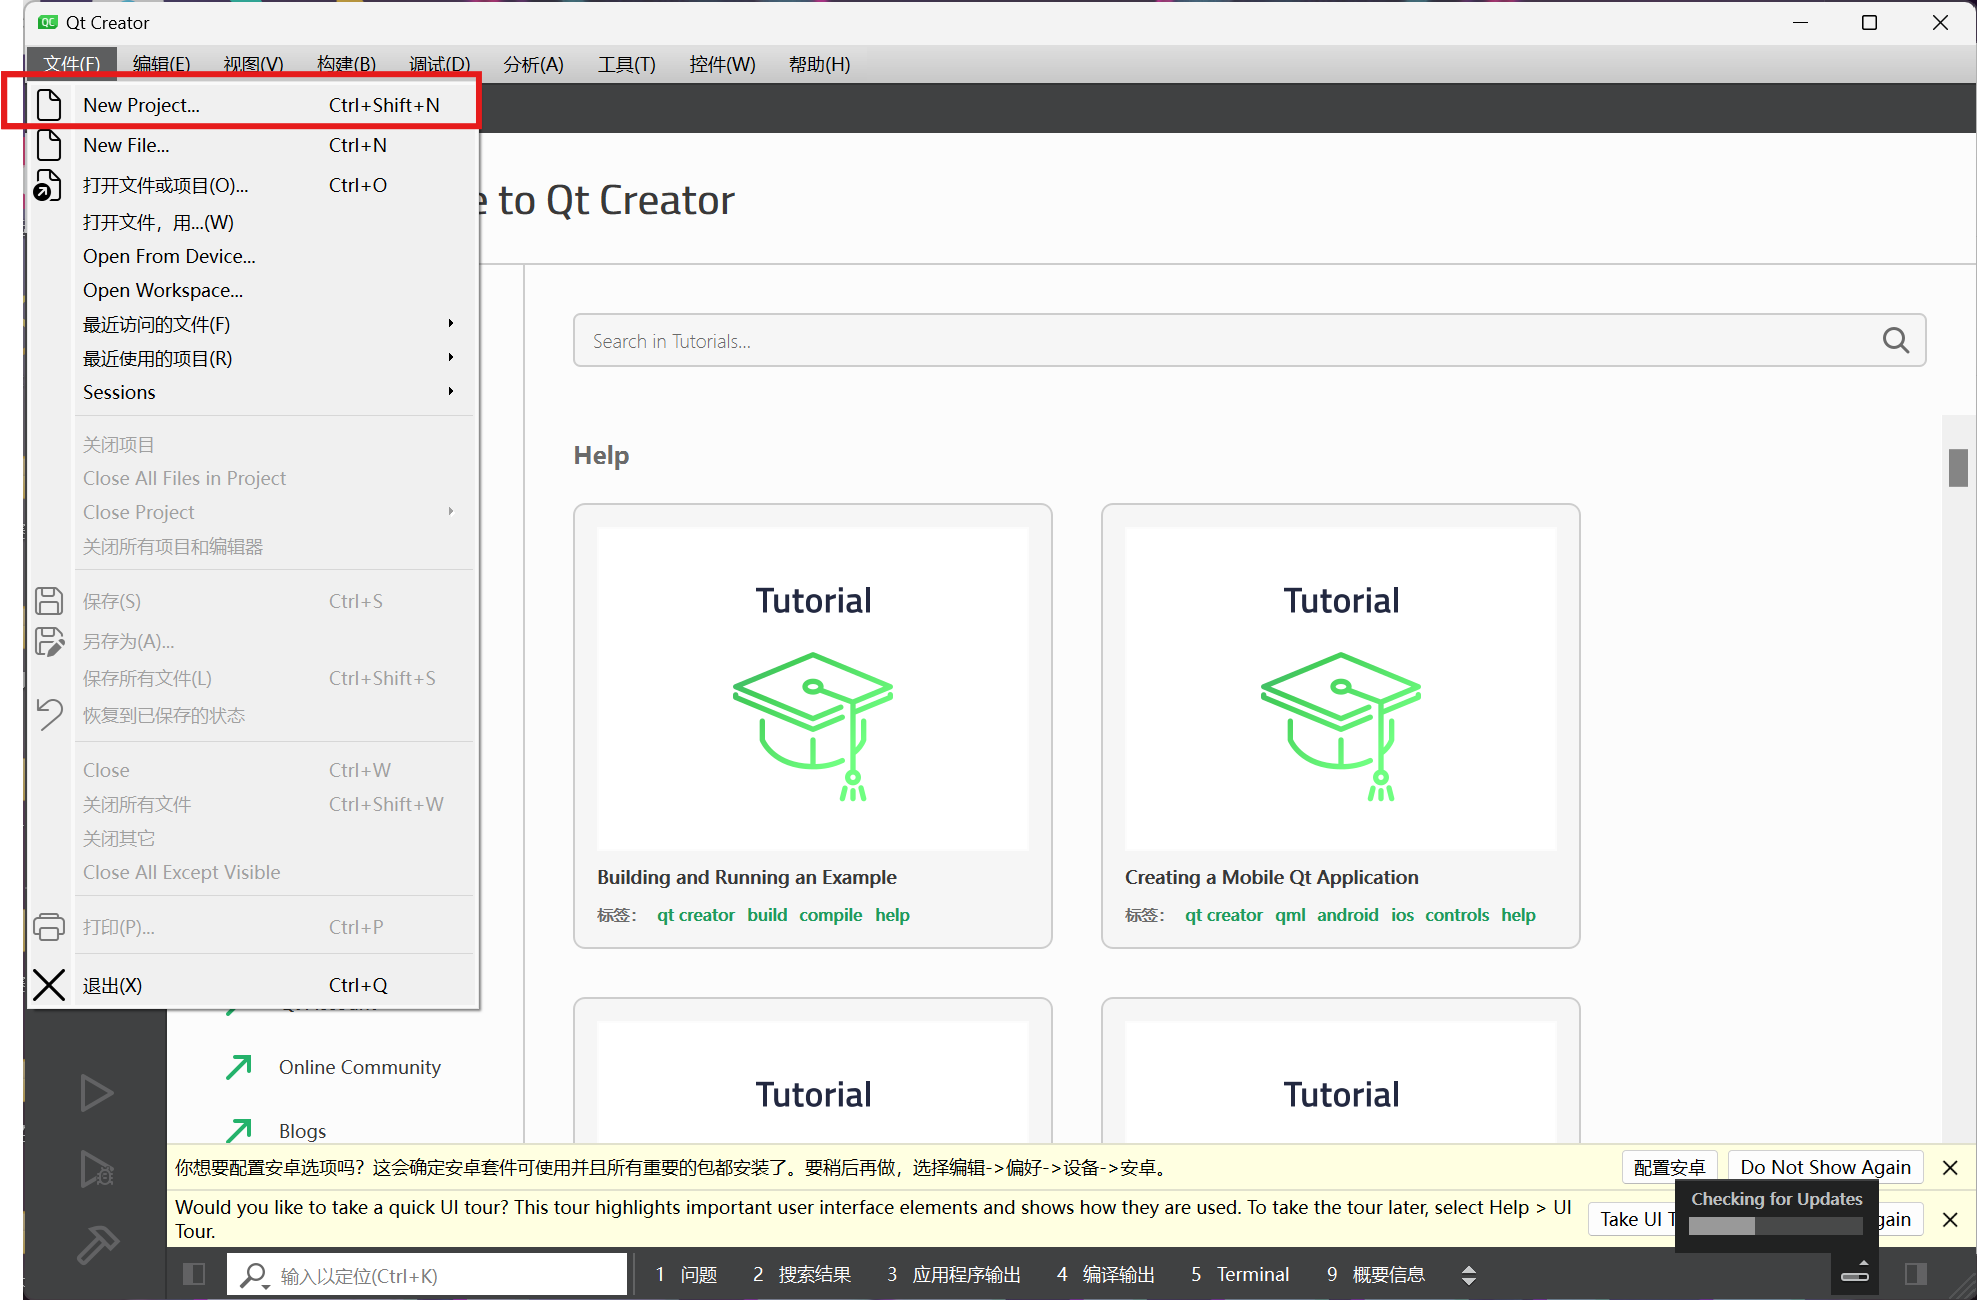 QC Qt Creator
文件(F) 编辑(E) 视图(V) 构建(B) 调试(D) 分析(A) 工具(T) 控件(W) 帮助(H)
New Project... Ctrl+Shift+N
New File... Ctrl+N
打开文件或项目(O)... Ctrl+O
打开文件，用...(W)
Open From Device...
Open Workspace...
最近访问的文件(F)
最近使用的项目(R)
Sessions
关闭项目
Close All Files in Project
Close Project
关闭所有项目和编辑器
保存(S) Ctrl+S
另存为(A)...
保存所有文件(L) Ctrl+Shift+S
恢复到已保存的状态
Close Ctrl+W
关闭所有文件 Ctrl+Shift+W
关闭其它
Close All Except Visible
打印(P)... Ctrl+P
退出(X) Ctrl+Q
e to Qt Creator
Search in Tutorials...
Help
Tutorial
Building and Running an Example
标签： qt creator build compile help
Tutorial
Creating a Mobile Qt Application
标签： qt creator qml android ios controls help
Tutorial
Tutorial
Online Community
Blogs
你想要配置安卓选项吗？这会确定安卓套件可使用并且所有重要的包都安装了。要稍后再做，选择编辑->偏好->设备->安卓。
配置安卓 Do Not Show Again
Would you like to take a quick UI tour? This tour highlights important user interface elements and shows how they are used. To take the tour later, select Help > UI
Tour.
Take UI T
gain
Checking for Updates
输入以定位(Ctrl+K)
1 问题 2 搜索结果 3 应用程序输出 4 编译输出 5 Terminal 9 概要信息